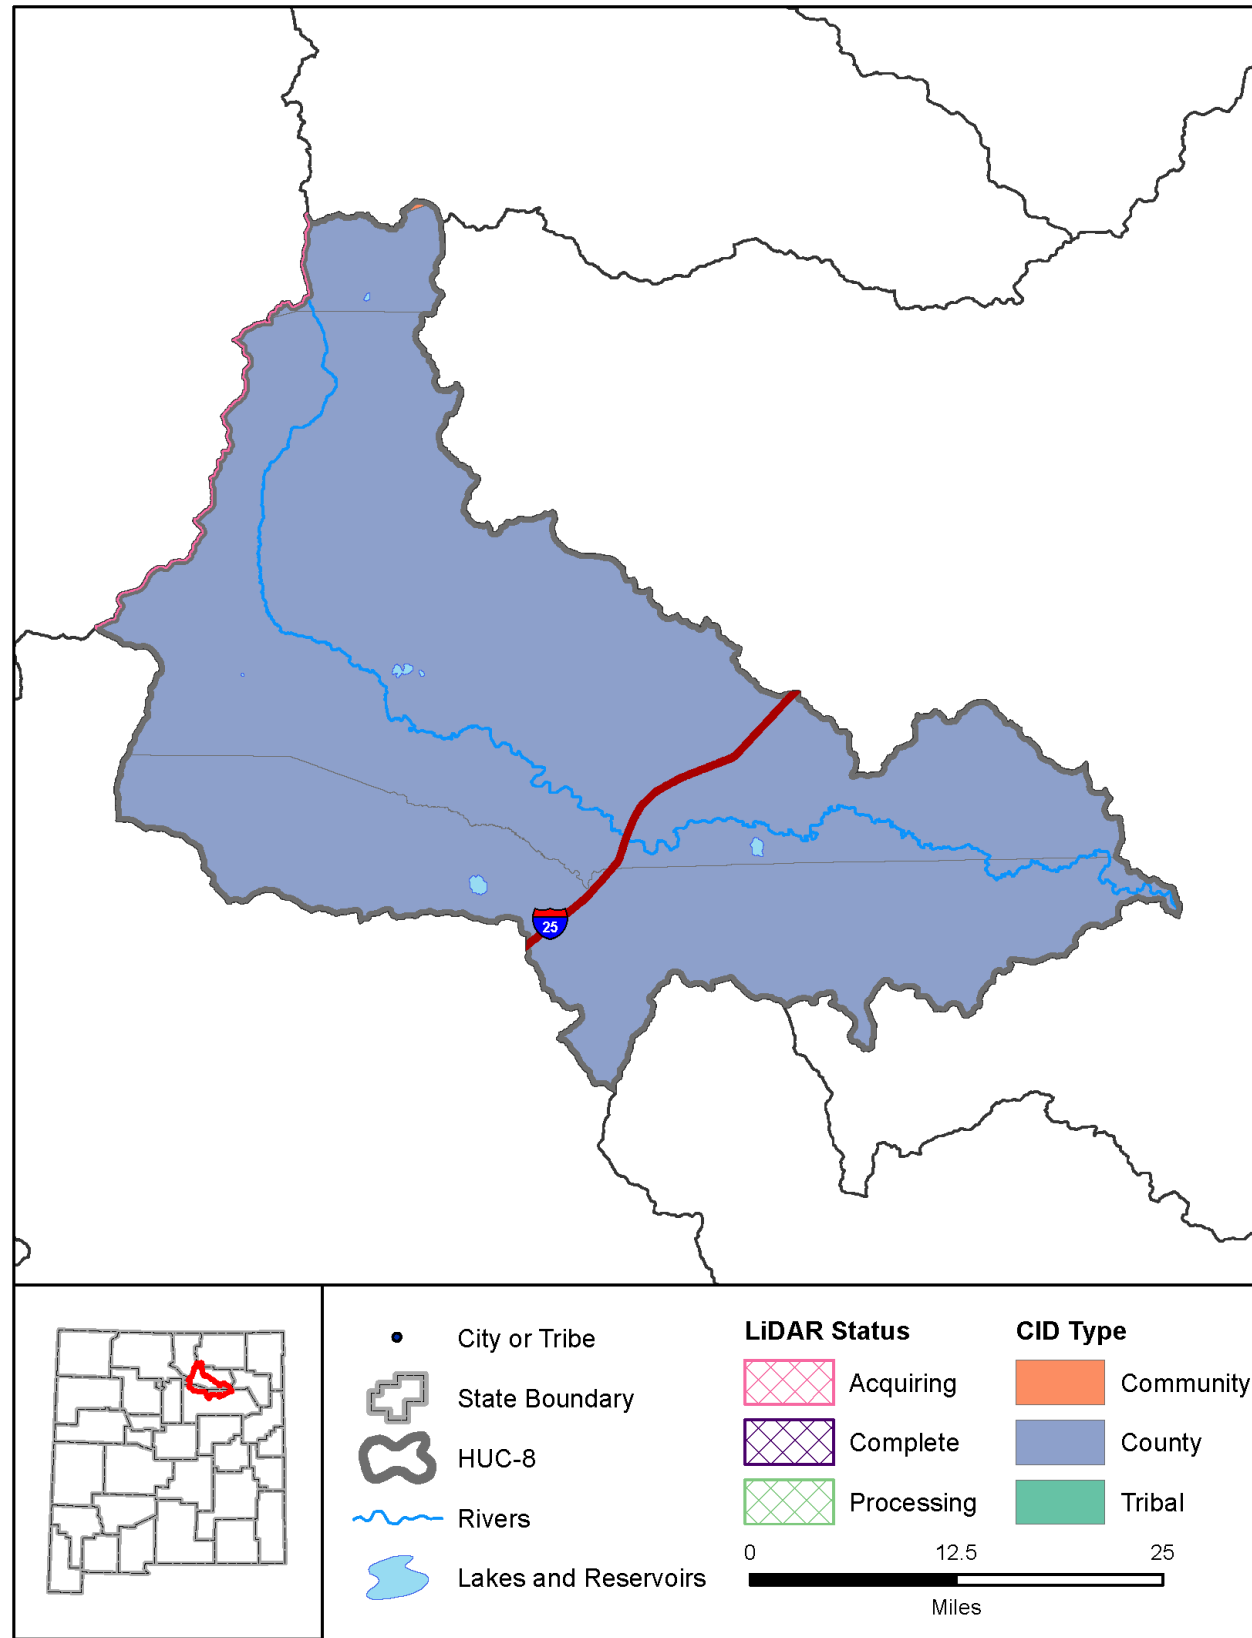 25
City or Tribe
State Boundary
HUC-8
Rivers
Lakes and Reservoirs
LiDAR Status
Acquiring
Complete
Processing
CID Type
Community
County
Tribal
0 12.5 25
Miles